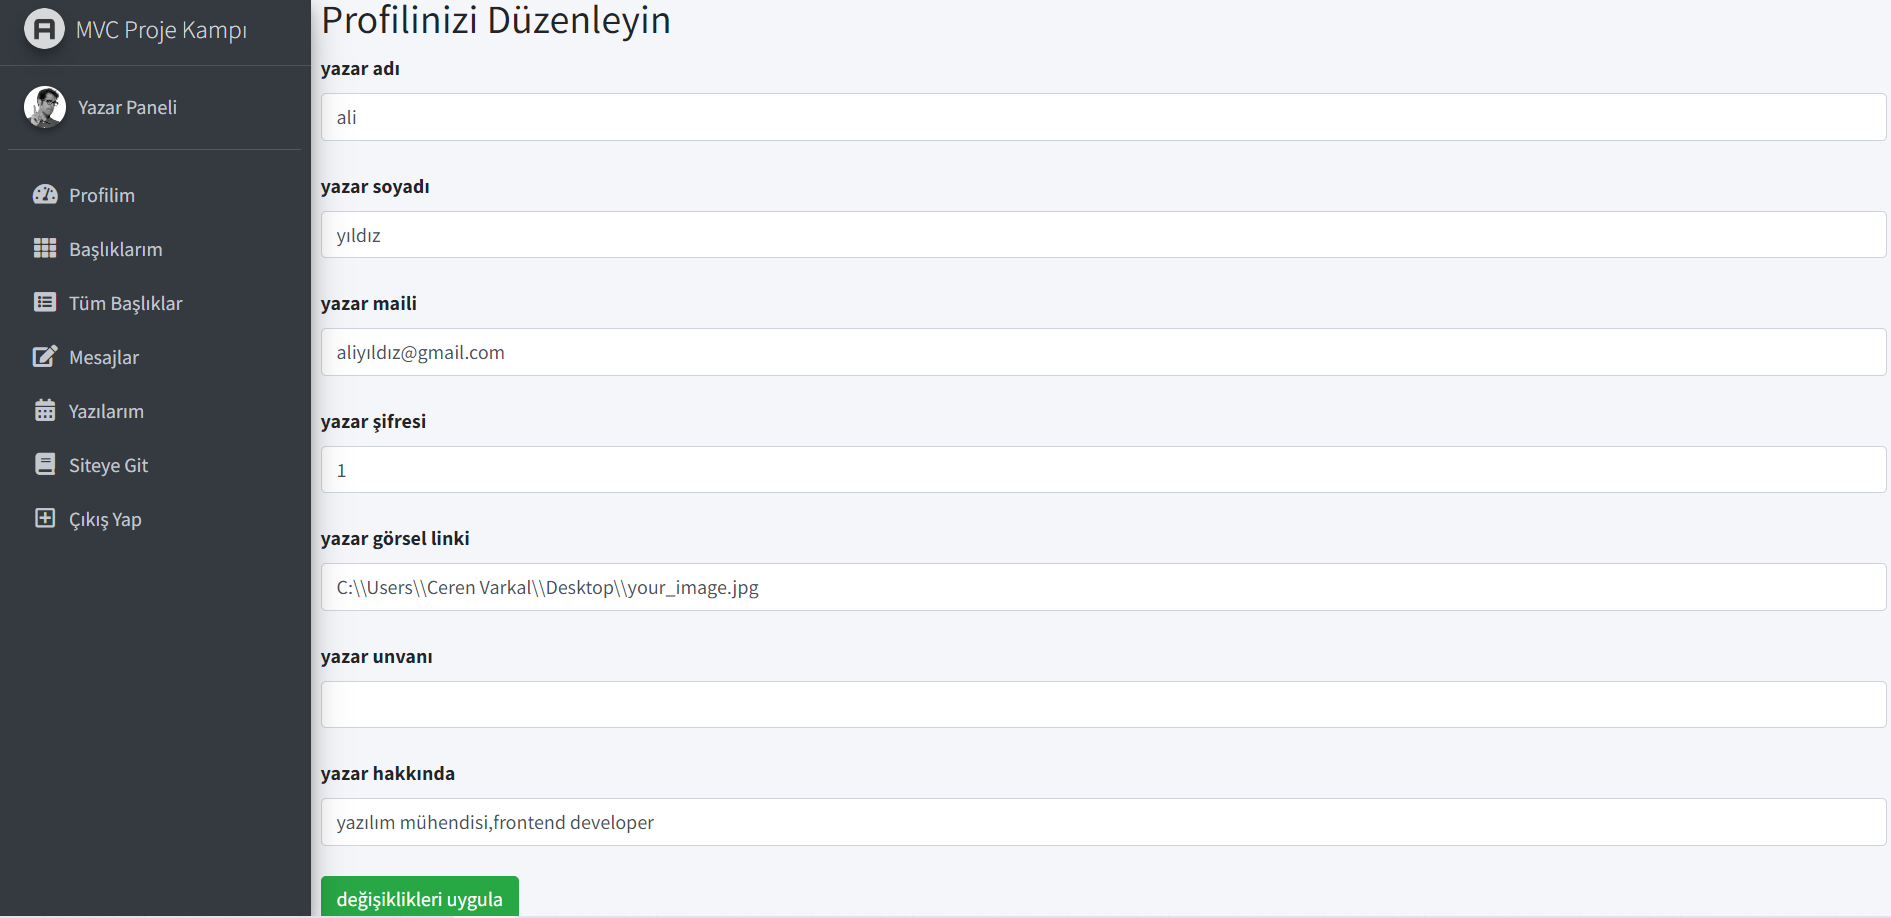 MVC Proje Kampı
Yazar Paneli
Profilim
Başlıklarım
Tüm Başlıklar
Mesajlar
Yazılarım
Siteye Git
Çıkış Yap
Profilinizi Düzenleyin
yazar adı
ali
yazar soyadı
yıldız
yazar maili
aliyıldız@gmail.com
yazar şifresi
1
yazar görsel linki
C:\\Users\\Ceren Varkal\\Desktop\\your_image.jpg
yazar unvanı
yazar hakkında
yazılım mühendisi,frontend developer
değişiklikleri uygula